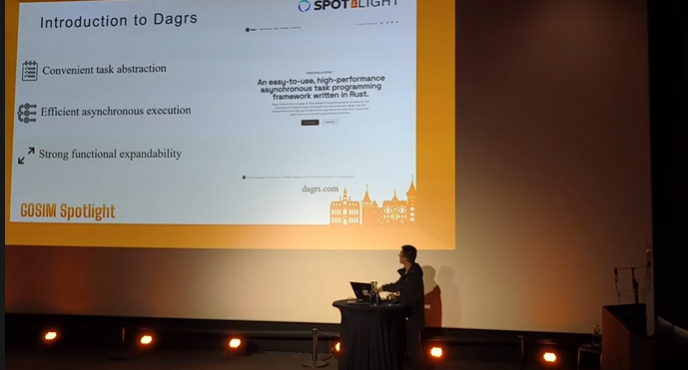 SPOTLIGHT
Introduction to Dagrs
Convenient task abstraction
Efficient asynchronous execution
Strong functional expandability
An easy-to-use, high-performance
asynchronous task programming
framework written in Rust.
dagrs.com
GOSIM Spotlight